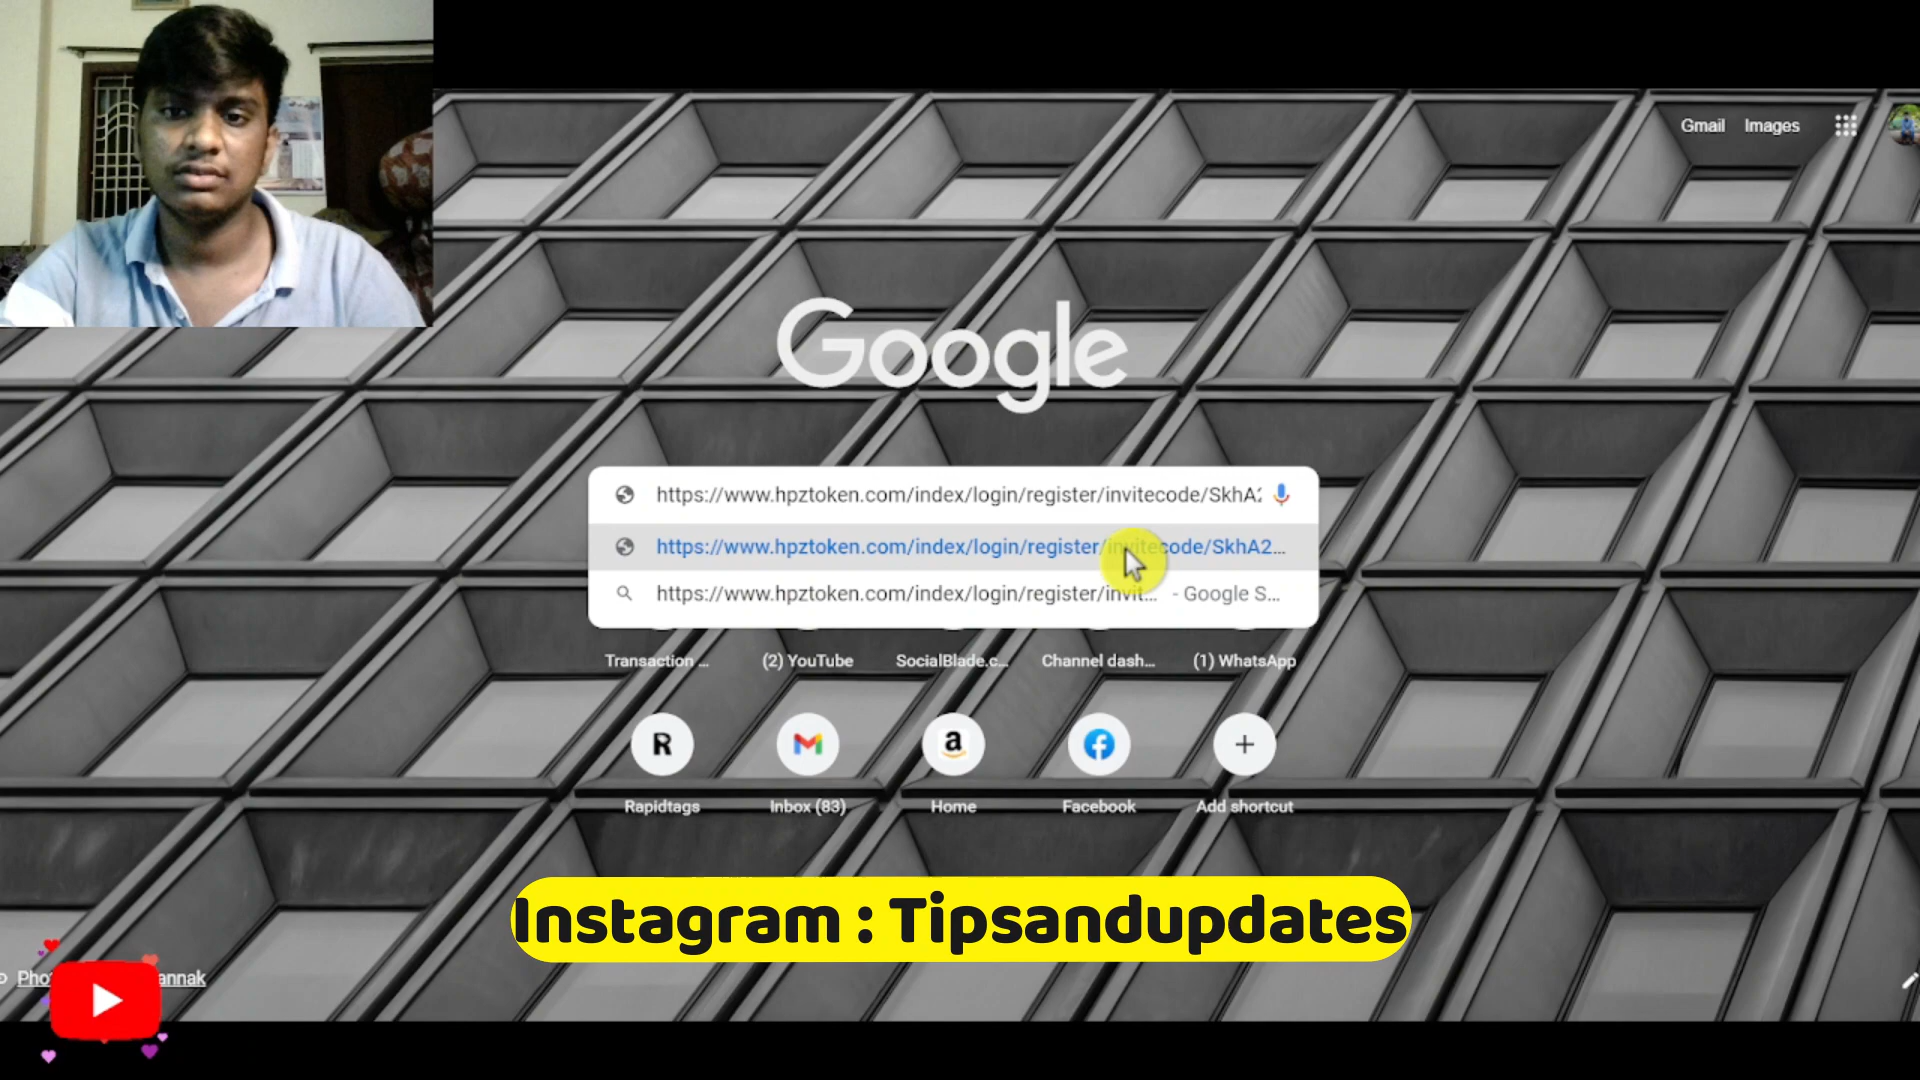 Gmail Images
Google
https://www.hpztoken.com/index/login/register/invitecode/SkhA2
https://www.hpztoken.com/index/login/register/invitecode/SkhA2...
https://www.hpztoken.com/index/login/register/invit... - Google S...
Transaction ... (2) YouTube SocialBlade.c... Channel dash... (1) WhatsApp
R a
Rapidtags Inbox (83) Home Facebook Add shortcut
Instagram : Tipsandupdates